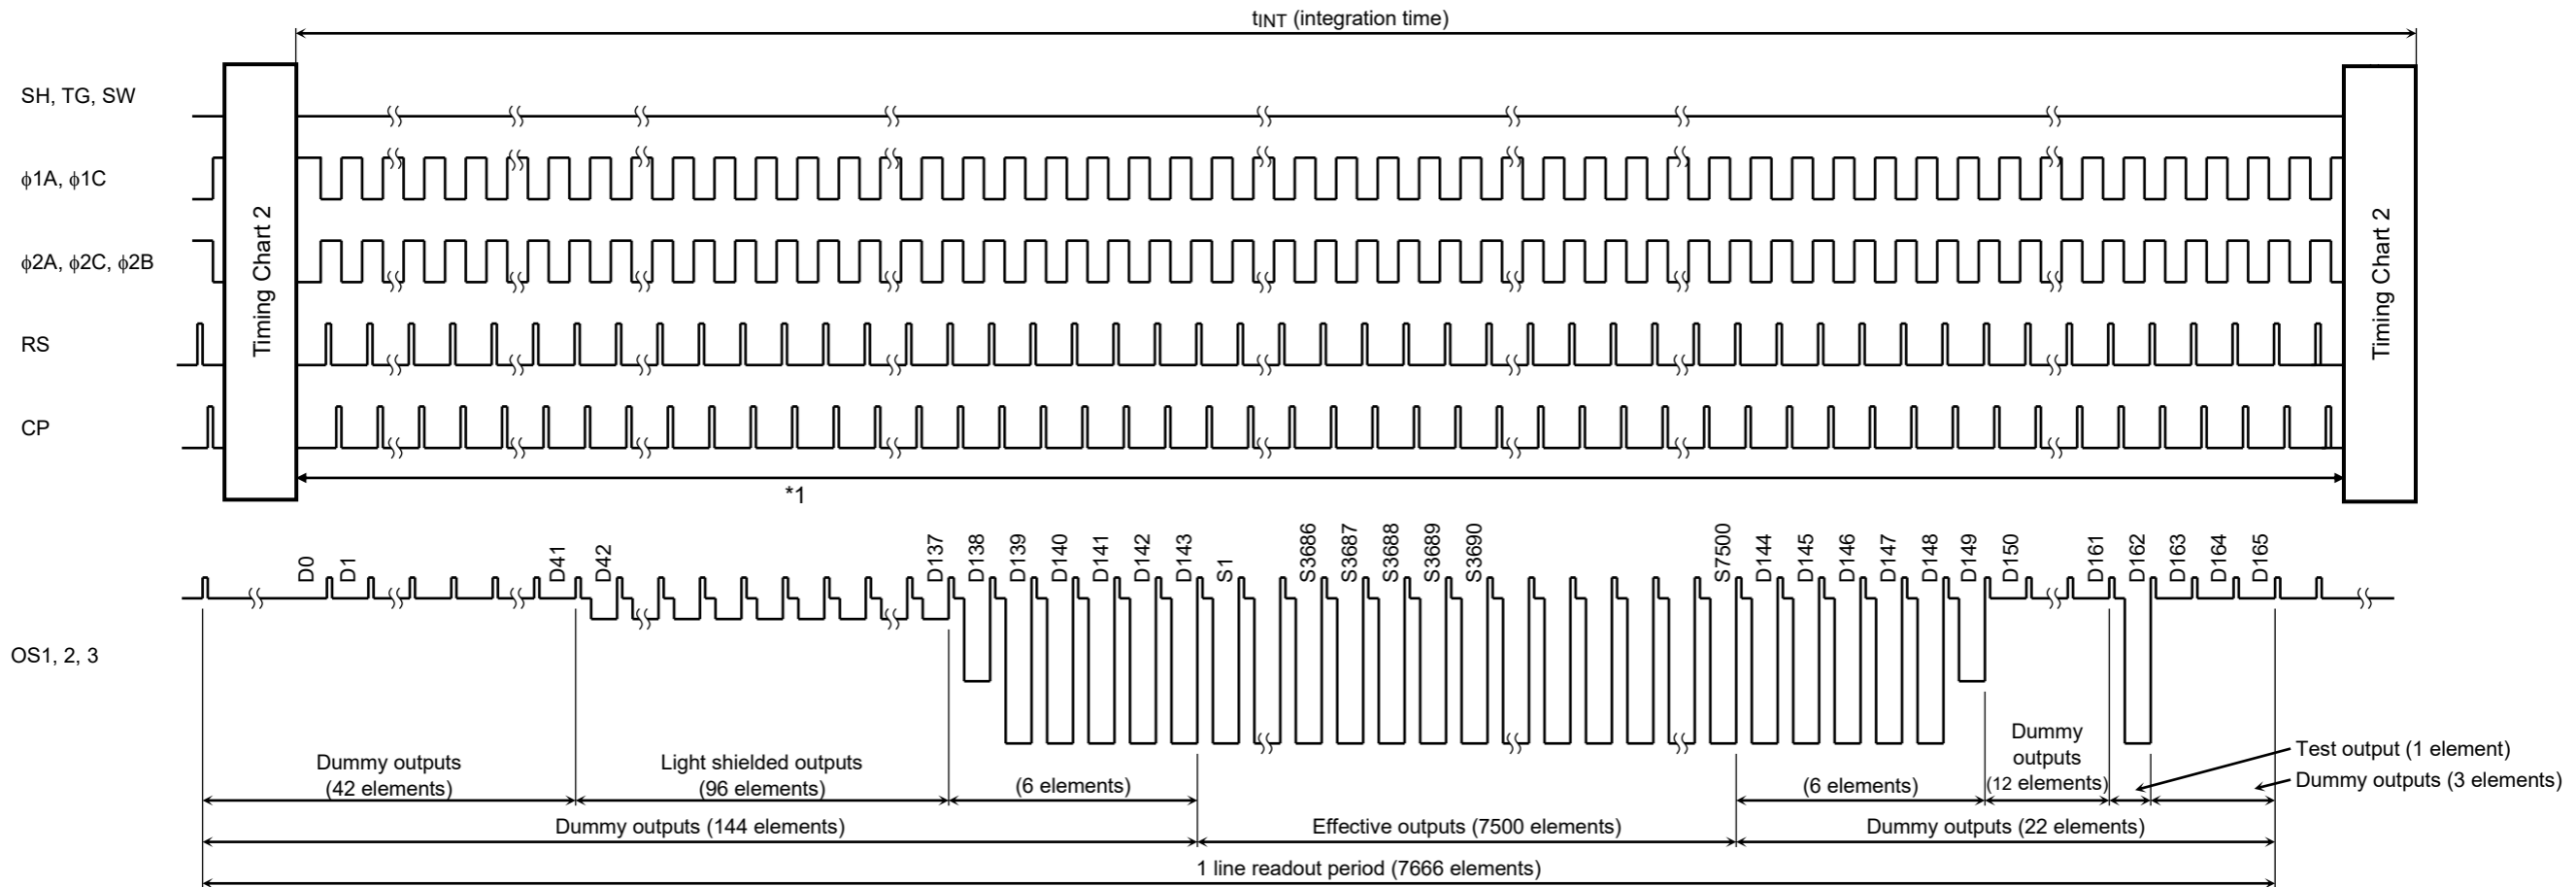 tINT (integration time)
SH, TG, SW
ϕ1A, ϕ1C
ϕ2A, ϕ2C, ϕ2B
RS
CP
Timing Chart 2
Timing Chart 2
*1
D0
D1
D41
D42
D137
D138
D139
D140
D141
D142
D143
S1
S3686
S3687
S3688
S3689
S3690
S7500
D144
D145
D146
D147
D148
D149
D150
D161
D162
D163
D164
D165
OS1, 2, 3
Dummy outputs
(42 elements)
Light shielded outputs
(96 elements)
(6 elements)
(6 elements)
Dummy
outputs
(12 elements)
Test output (1 element)
Dummy outputs (3 elements)
Dummy outputs (144 elements)
Effective outputs (7500 elements)
Dummy outputs (22 elements)
1 line readout period (7666 elements)